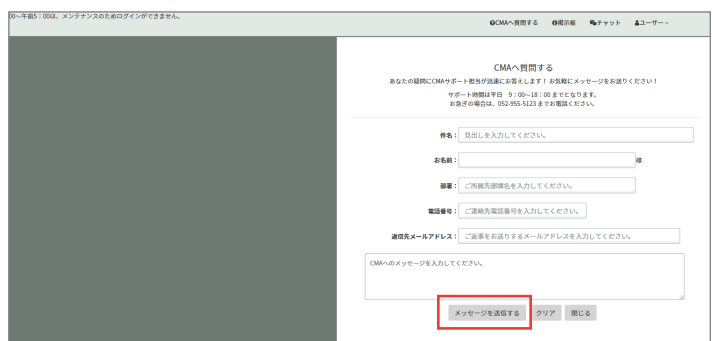 00～午前5：00は、メンテナンスのためログインができません。
CMAへ質問する 掲示板 チャット ユーザー
CMAへ質問する
あなたの疑問にCMAサポート担当が迅速にお答えします！お気軽にメッセージをお送りください！
サポート時間は平日 9：00～18：00 までとなります。
お急ぎの場合は、052-955-5123 までお電話ください。
件名： 見出しを入力してください。
お名前： 様
部署： ご所属先部課名を入力してください。
電話番号： ご連絡先電話番号を入力してください。
返信先メールアドレス： ご返事をお送りするメールアドレスを入力してください。
CMAへのメッセージを入力してください。
メッセージを送信する クリア 閉じる